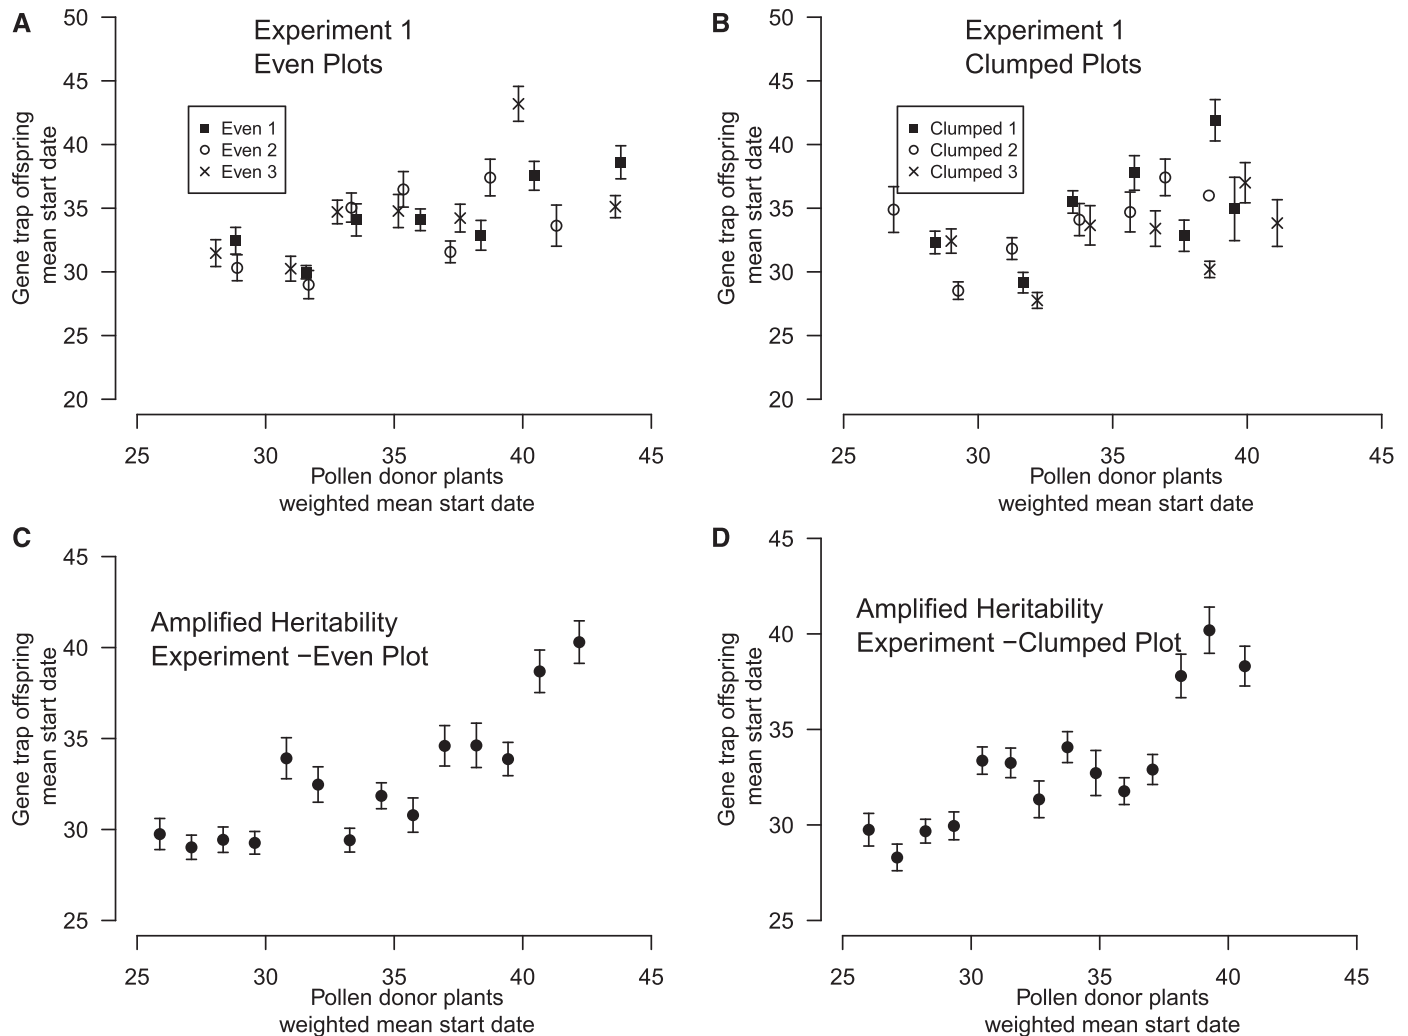 A
Experiment 1
Even Plots
Gene trap offspring
mean start date
50
45
40
35
30
25
20
Even 1
Even 2
Even 3
25
30
35
40
45
Pollen donor plants
weighted mean start date
B
Experiment 1
Clumped Plots
Gene trap offspring
mean start date
50
45
40
35
30
25
20
Clumped 1
Clumped 2
Clumped 3
25
30
35
40
45
Pollen donor plants
weighted mean start date
C
Amplified Heritability
Experiment −Even Plot
Gene trap offspring
mean start date
45
40
35
30
25
25
30
35
40
45
Pollen donor plants
weighted mean start date
D
Amplified Heritability
Experiment −Clumped Plot
Gene trap offspring
mean start date
45
40
35
30
25
25
30
35
40
45
Pollen donor plants
weighted mean start date